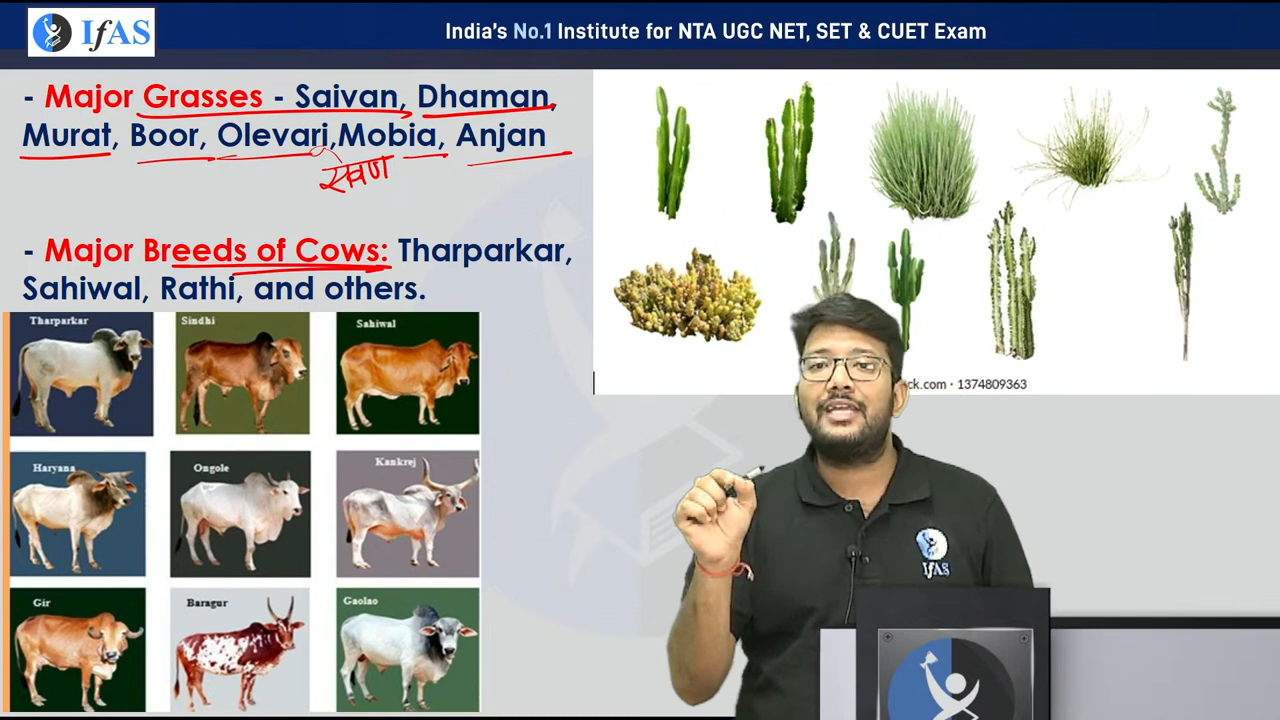 IfAS
India's No.1 Institute for NTA UGC NET, SET & CUET Exam
- Major Grasses - Saivan, Dhaman,
Murat, Boor, Olevari,Mobia, Anjan
सेवण
- Major Breeds of Cows: Tharparkar,
Sahiwal, Rathi, and others.
Tharparkar
Sindhi
Sahiwal
Haryana
Ongole
Kankrej
Gir
Baragur
Gaolao
ck.com · 1374809363
IfAS